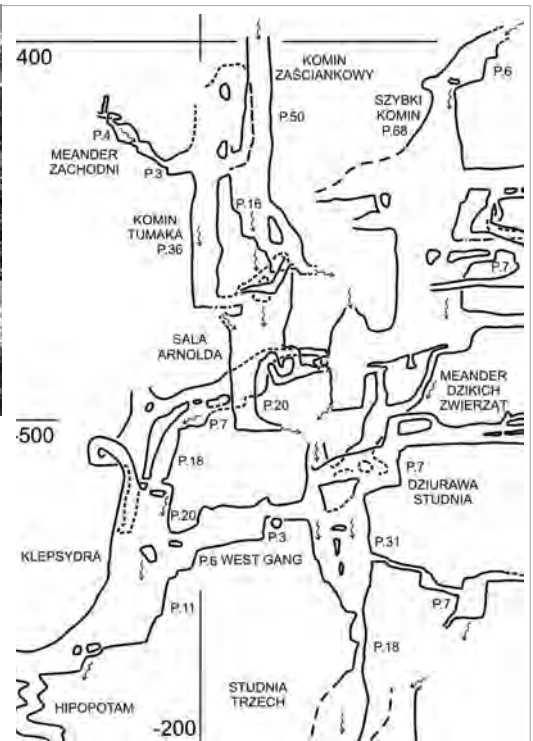 400
KOMIN
ZAŚCIANKOWY
P.6
SZYBKI
KOMIN
P.68
P.50
P.4
MEANDER
ZACHODNI
P.3
P.16
KOMIN
TUMAKA
P.36
P.7
SALA
ARNOLDA
MEANDER
DZIKICH
ZWIERZĄT
P.20
P.7
-500
P.18
P.7
DZIURAWA
STUDNIA
P.20
P.3
P.31
KLEPSYDRA
P.6 WEST GANG
P.11
P.7
P.18
STUDNIA
TRZECH
HIPOPOTAM
-200